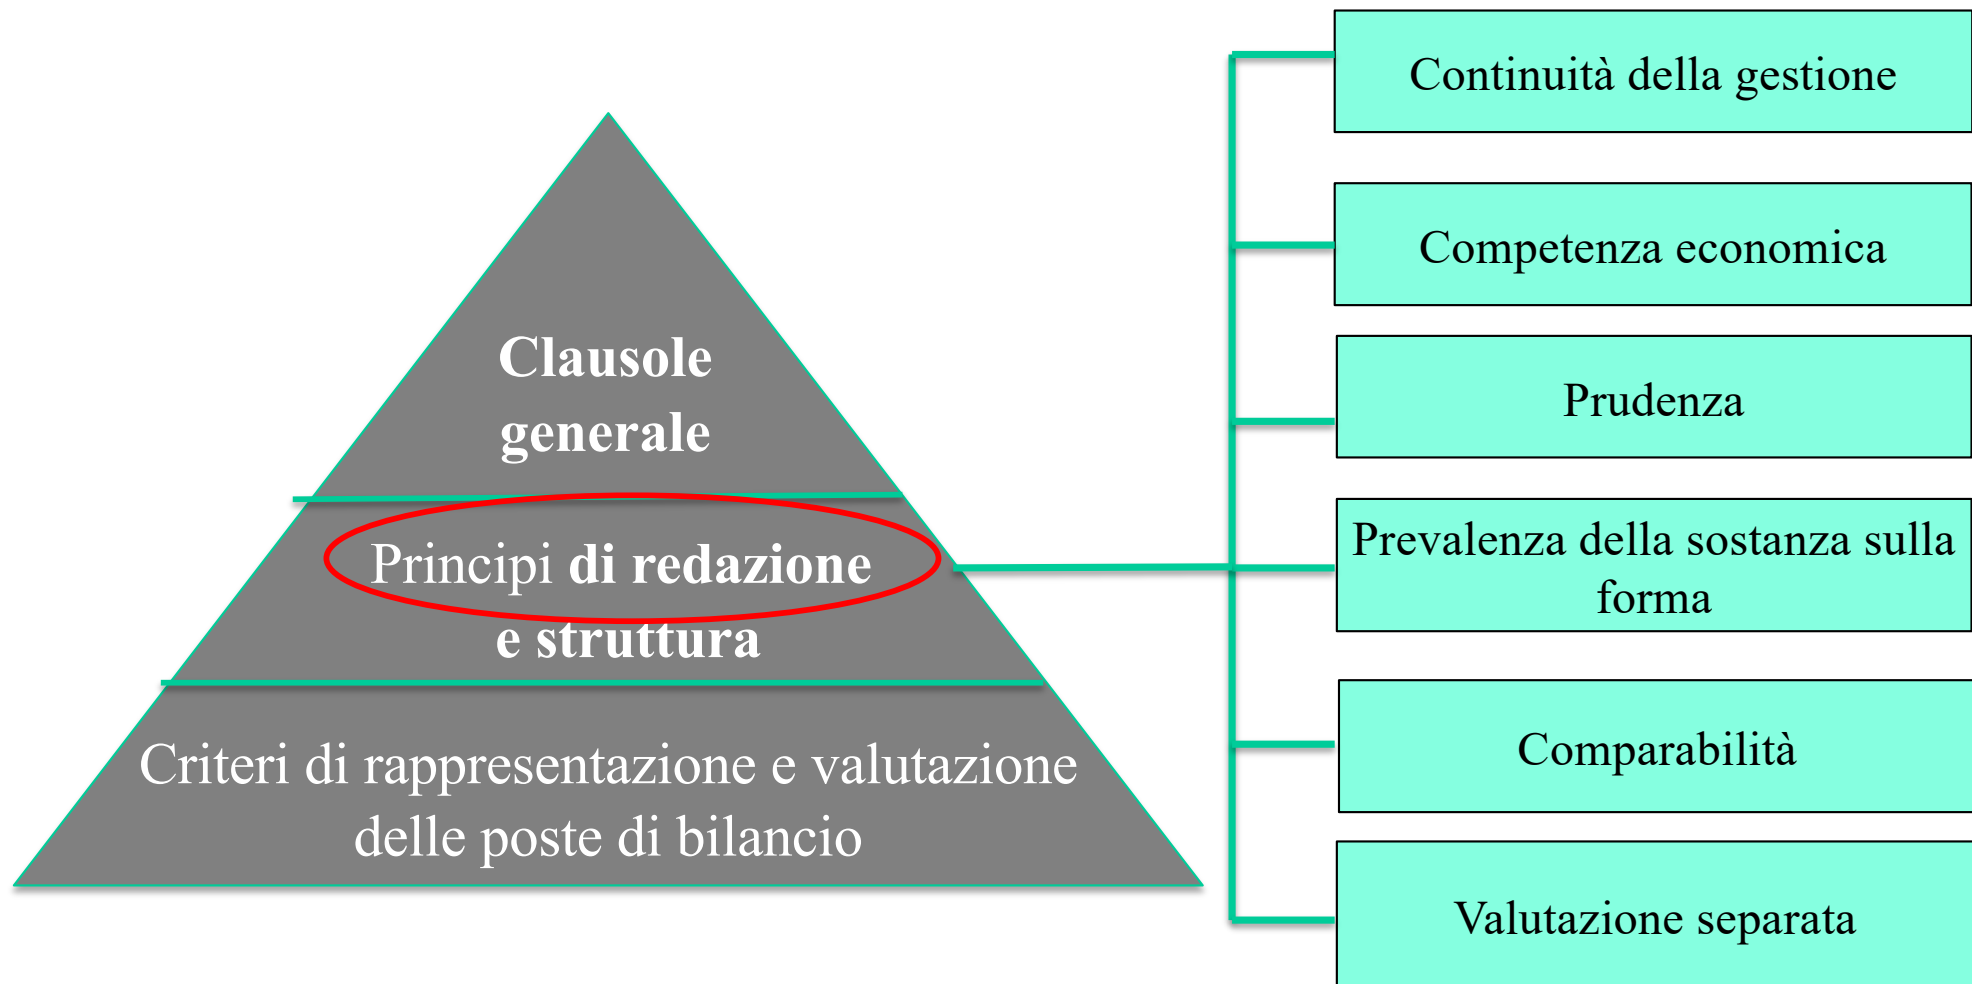 Clausole
generale
Principi di redazione
e struttura
Criteri di rappresentazione e valutazione
delle poste di bilancio
Continuità della gestione
Competenza economica
Prudenza
Prevalenza della sostanza sulla
forma
Comparabilità
Valutazione separata